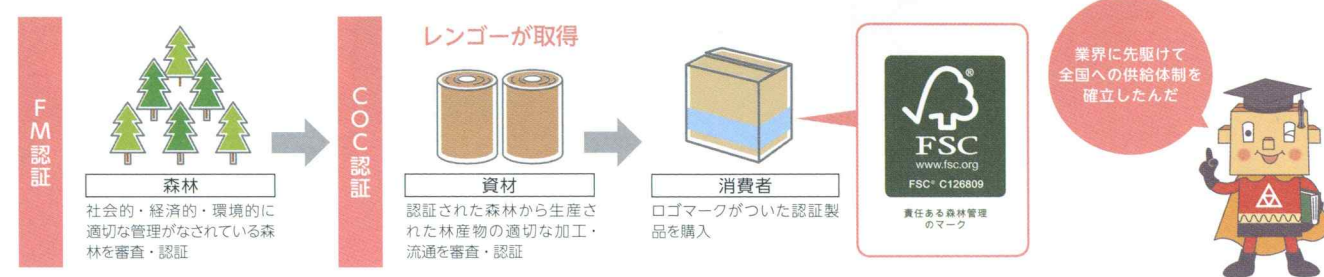 FM認証
森林
社会的・経済的・環境的に
適切な管理がなされている森
林を審査・認証
COC認証
レンゴーが取得
資材
認証された森林から生産さ
れた林産物の適切な加工・
流通を審査・認証
消費者
ロゴマークがついた認証製
品を購入
®
FSC
www.fsc.org
FSC® C126809
責任ある森林管理
のマーク
業界に先駆けて
全国への供給体制を
確立したんだ